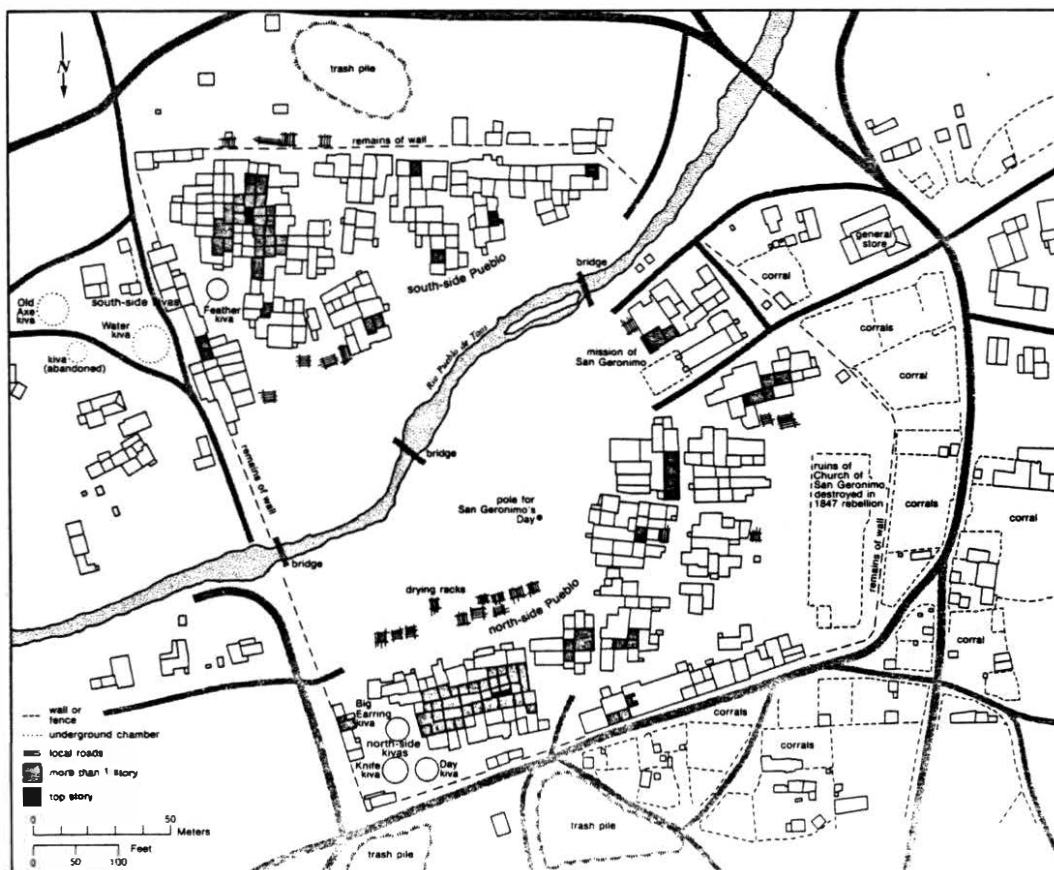 N
trash pile
remains of wall
general
store
bridge
corral
south-side Pueblo
Old
Axe
kiva
south-side kivas
Water
kiva
Feather
kiva
kiva
(abandoned)
Rio Pueblo de Taos
mission of
San Geronimo
corrals
corral
remains of wall
bridge
pole for
San Geronimo's
Day
ruins of
Church of
San Geronimo,
destroyed in
1847 rebellion
corrals
corral
remains of wall
bridge
drying racks
north-side Pueblo
corral
Big
Earring
kiva
north-side
kivas
Knife
kiva
Day
kiva
corrals
corrals
trash pile
trash pile
wall or
fence
underground chamber
local roads
more than 1 story
top story
0 50
Meters
Feet
0 50 100